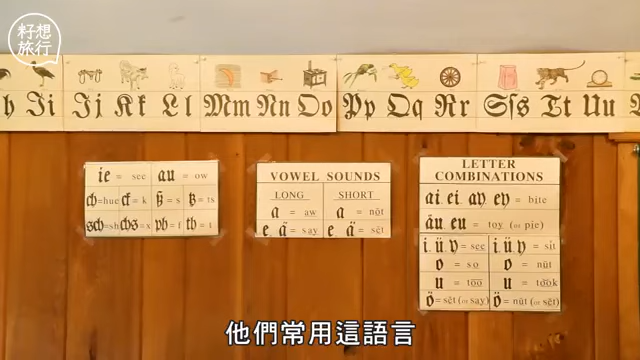 籽想
旅行
h Ii Jj Kk Ll Mm Nn Oo Pp Qq Rr Sſs Tt Uu
ie = see au = ow
ch=hue ck = k ß = s tz = ts
sch=sh chs=x ph=f th = t
VOWEL SOUNDS
LONG SHORT
a = aw a = nŏt
e, ä = say e, ä = sĕt
LETTER
COMBINATIONS
ai, ei, ay, ey = bite
äu, eu = toy (or pie)
i, ü, y = see i, ü, y = sit
o = so o = nŭt
u = too u = took
ö = sĕt (or say) ö = nŭt (or sĕt)
他們常用這語言